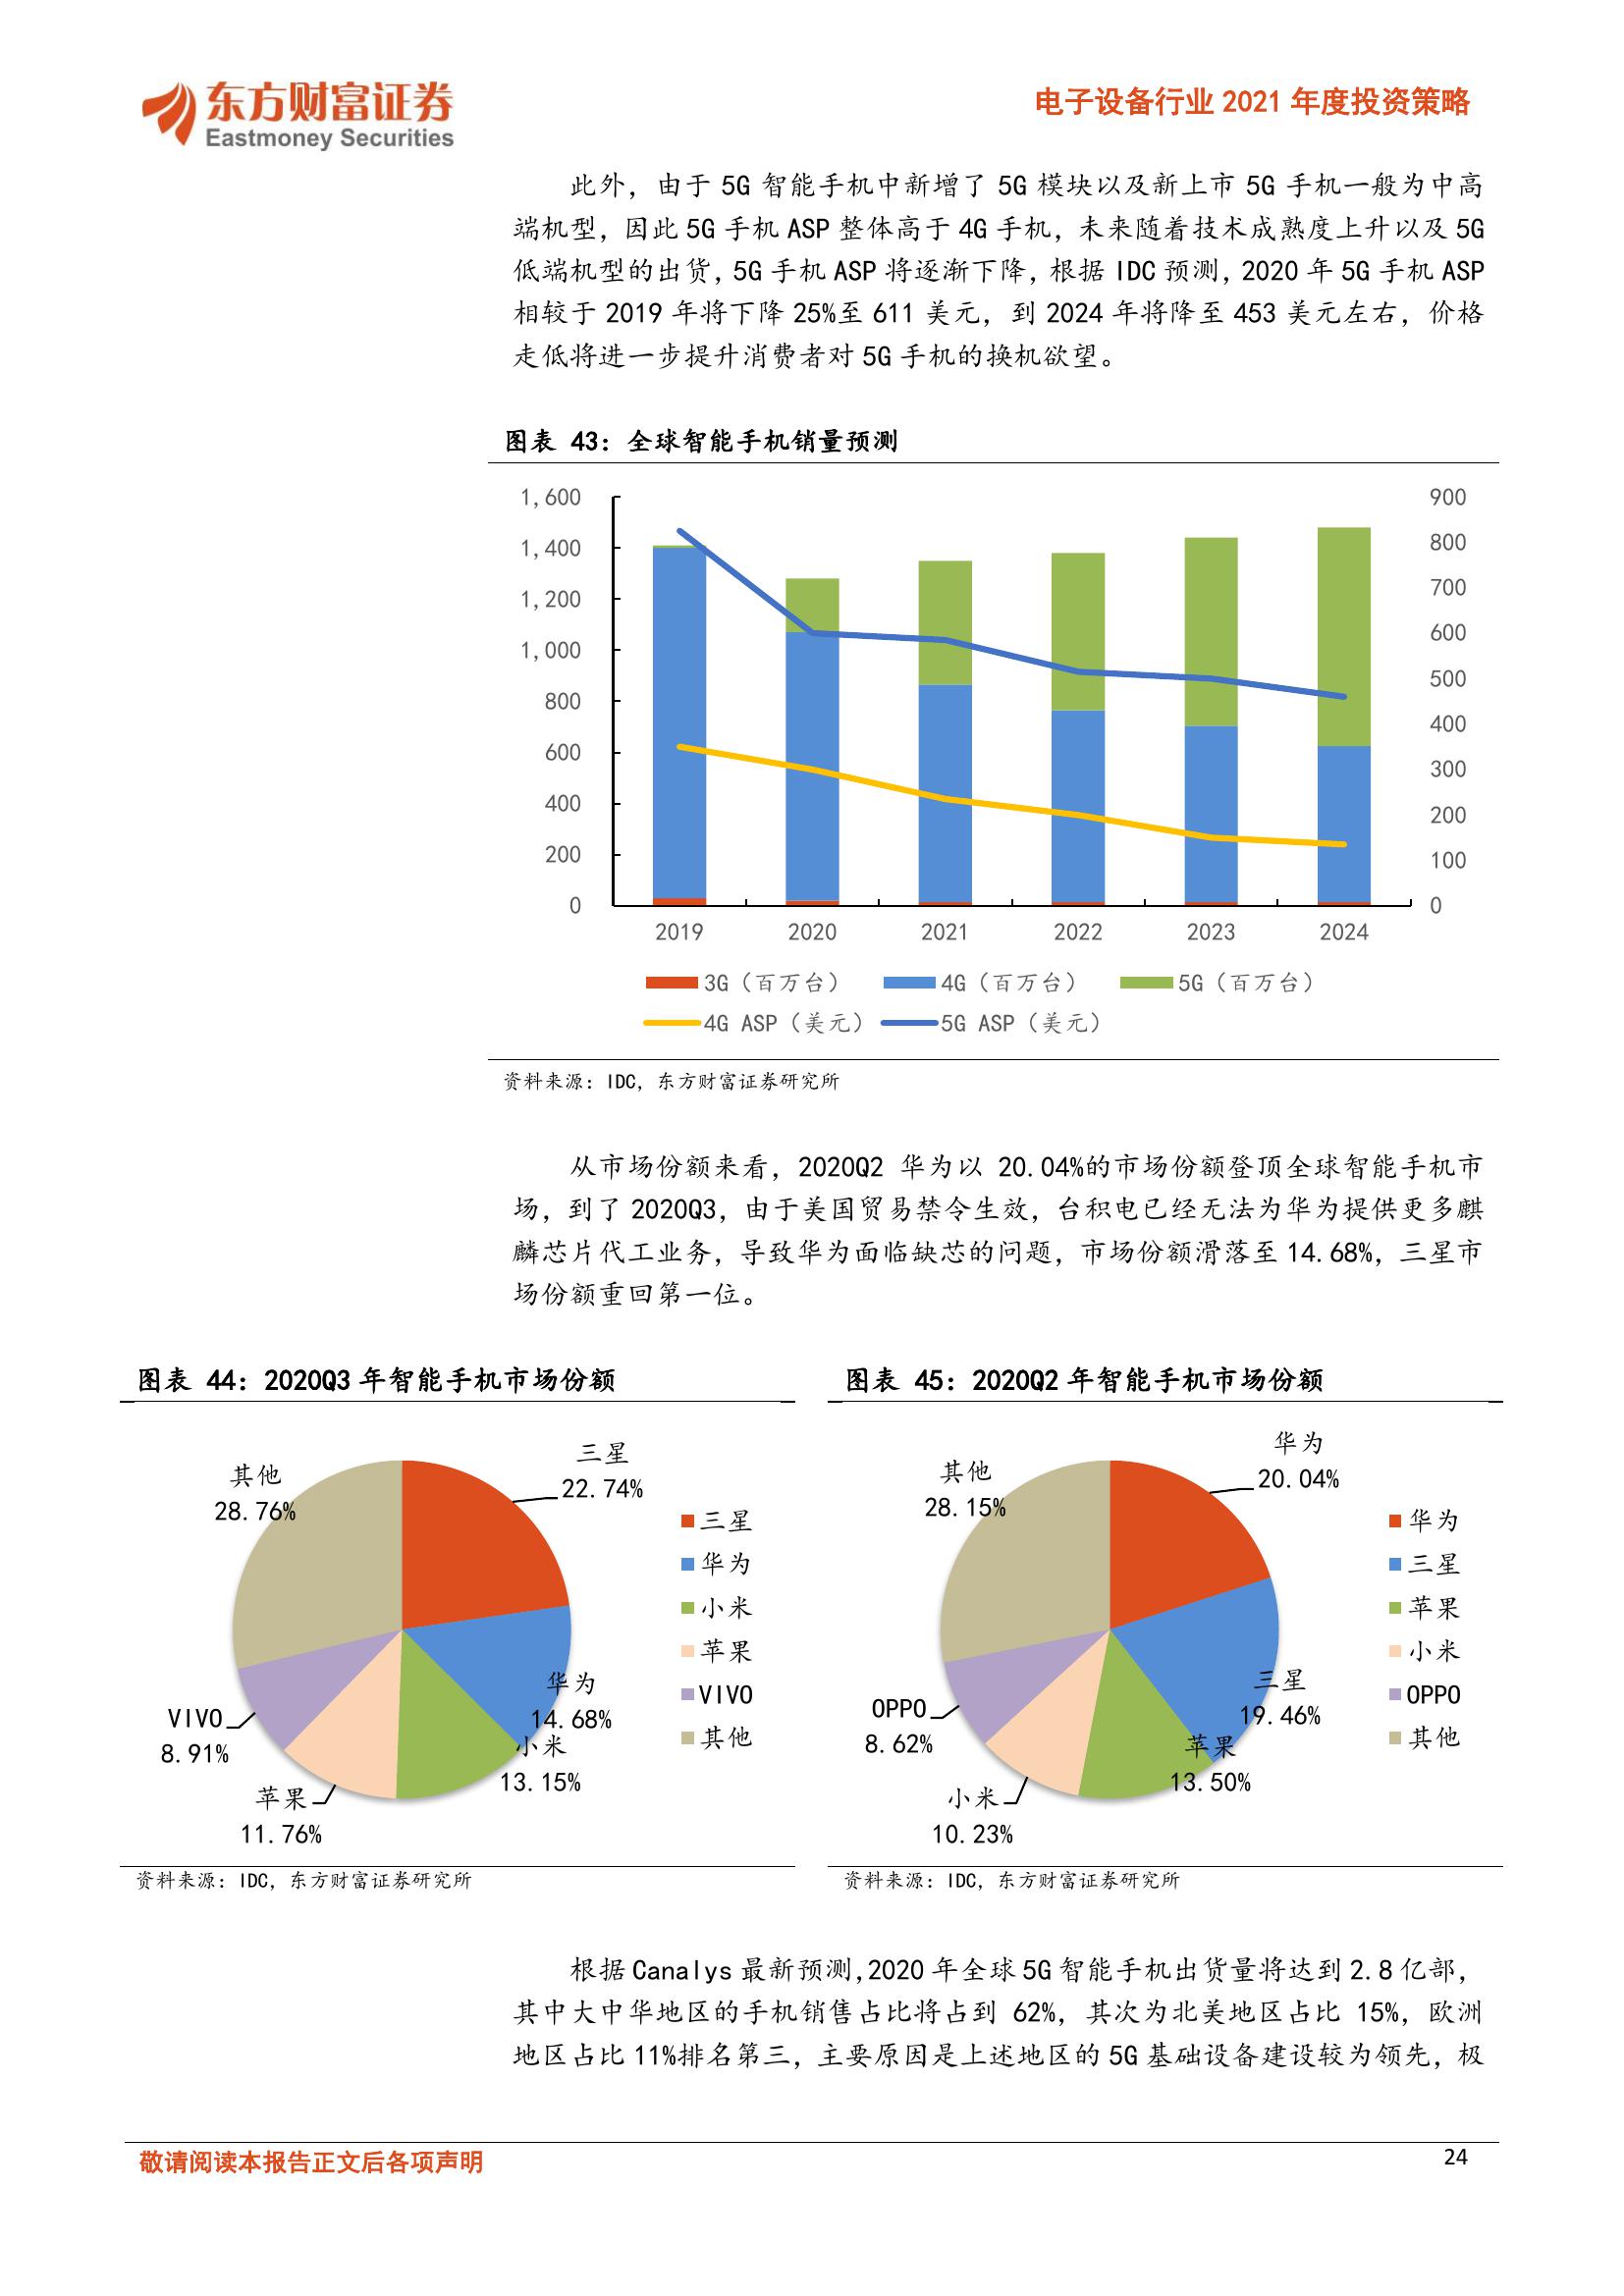 东方财富证券
Eastmoney Securities
电子设备行业 2021 年度投资策略
此外，由于 5G 智能手机中新增了 5G 模块以及新上市 5G 手机一般为中高
端机型，因此 5G 手机 ASP 整体高于 4G 手机，未来随着技术成熟度上升以及 5G
低端机型的出货，5G 手机 ASP 将逐渐下降，根据 IDC 预测，2020 年 5G 手机 ASP
相较于 2019 年将下降 25%至 611 美元，到 2024 年将降至 453 美元左右，价格
走低将进一步提升消费者对 5G 手机的换机欲望。
图表 43：全球智能手机销量预测
1,600
1,400
1,200
1,000
800
600
400
200
0
900
800
700
600
500
400
300
200
100
0
2019 2020 2021 2022 2023 2024
3G（百万台） 4G（百万台） 5G（百万台）
4G ASP（美元） 5G ASP（美元）
资料来源：IDC，东方财富证券研究所
从市场份额来看，2020Q2 华为以 20.04%的市场份额登顶全球智能手机市
场，到了 2020Q3，由于美国贸易禁令生效，台积电已经无法为华为提供更多麒
麟芯片代工业务，导致华为面临缺芯的问题，市场份额滑落至 14.68%，三星市
场份额重回第一位。
图表 44：2020Q3 年智能手机市场份额
三星
22.74%
华为
14.68%
小米
13.15%
苹果
11.76%
VIVO
8.91%
其他
28.76%
三星
华为
小米
苹果
VIVO
其他
资料来源：IDC，东方财富证券研究所
图表 45：2020Q2 年智能手机市场份额
华为
20.04%
三星
19.46%
苹果
13.50%
小米
10.23%
OPPO
8.62%
其他
28.15%
华为
三星
苹果
小米
OPPO
其他
资料来源：IDC，东方财富证券研究所
根据 Canalys 最新预测，2020 年全球 5G 智能手机出货量将达到 2.8 亿部，
其中大中华地区的手机销售占比将占到 62%，其次为北美地区占比 15%，欧洲
地区占比 11%排名第三，主要原因是上述地区的 5G 基础设备建设较为领先，极
敬请阅读本报告正文后各项声明
24